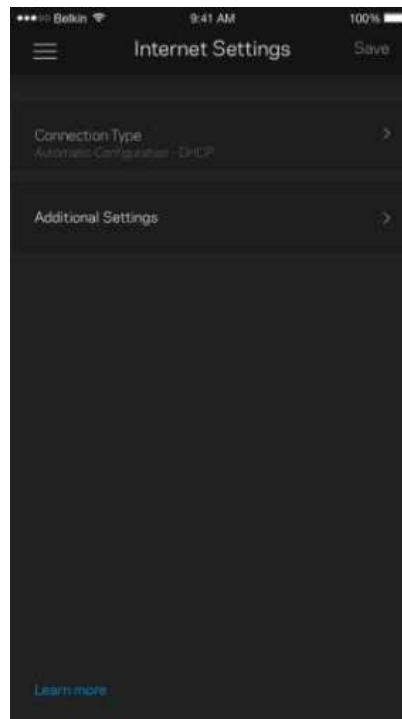 Belkin 9:41 AM 100%
Internet Settings Save
Connection Type
Automatic Configuration - DHCP
Additional Settings
Learn more